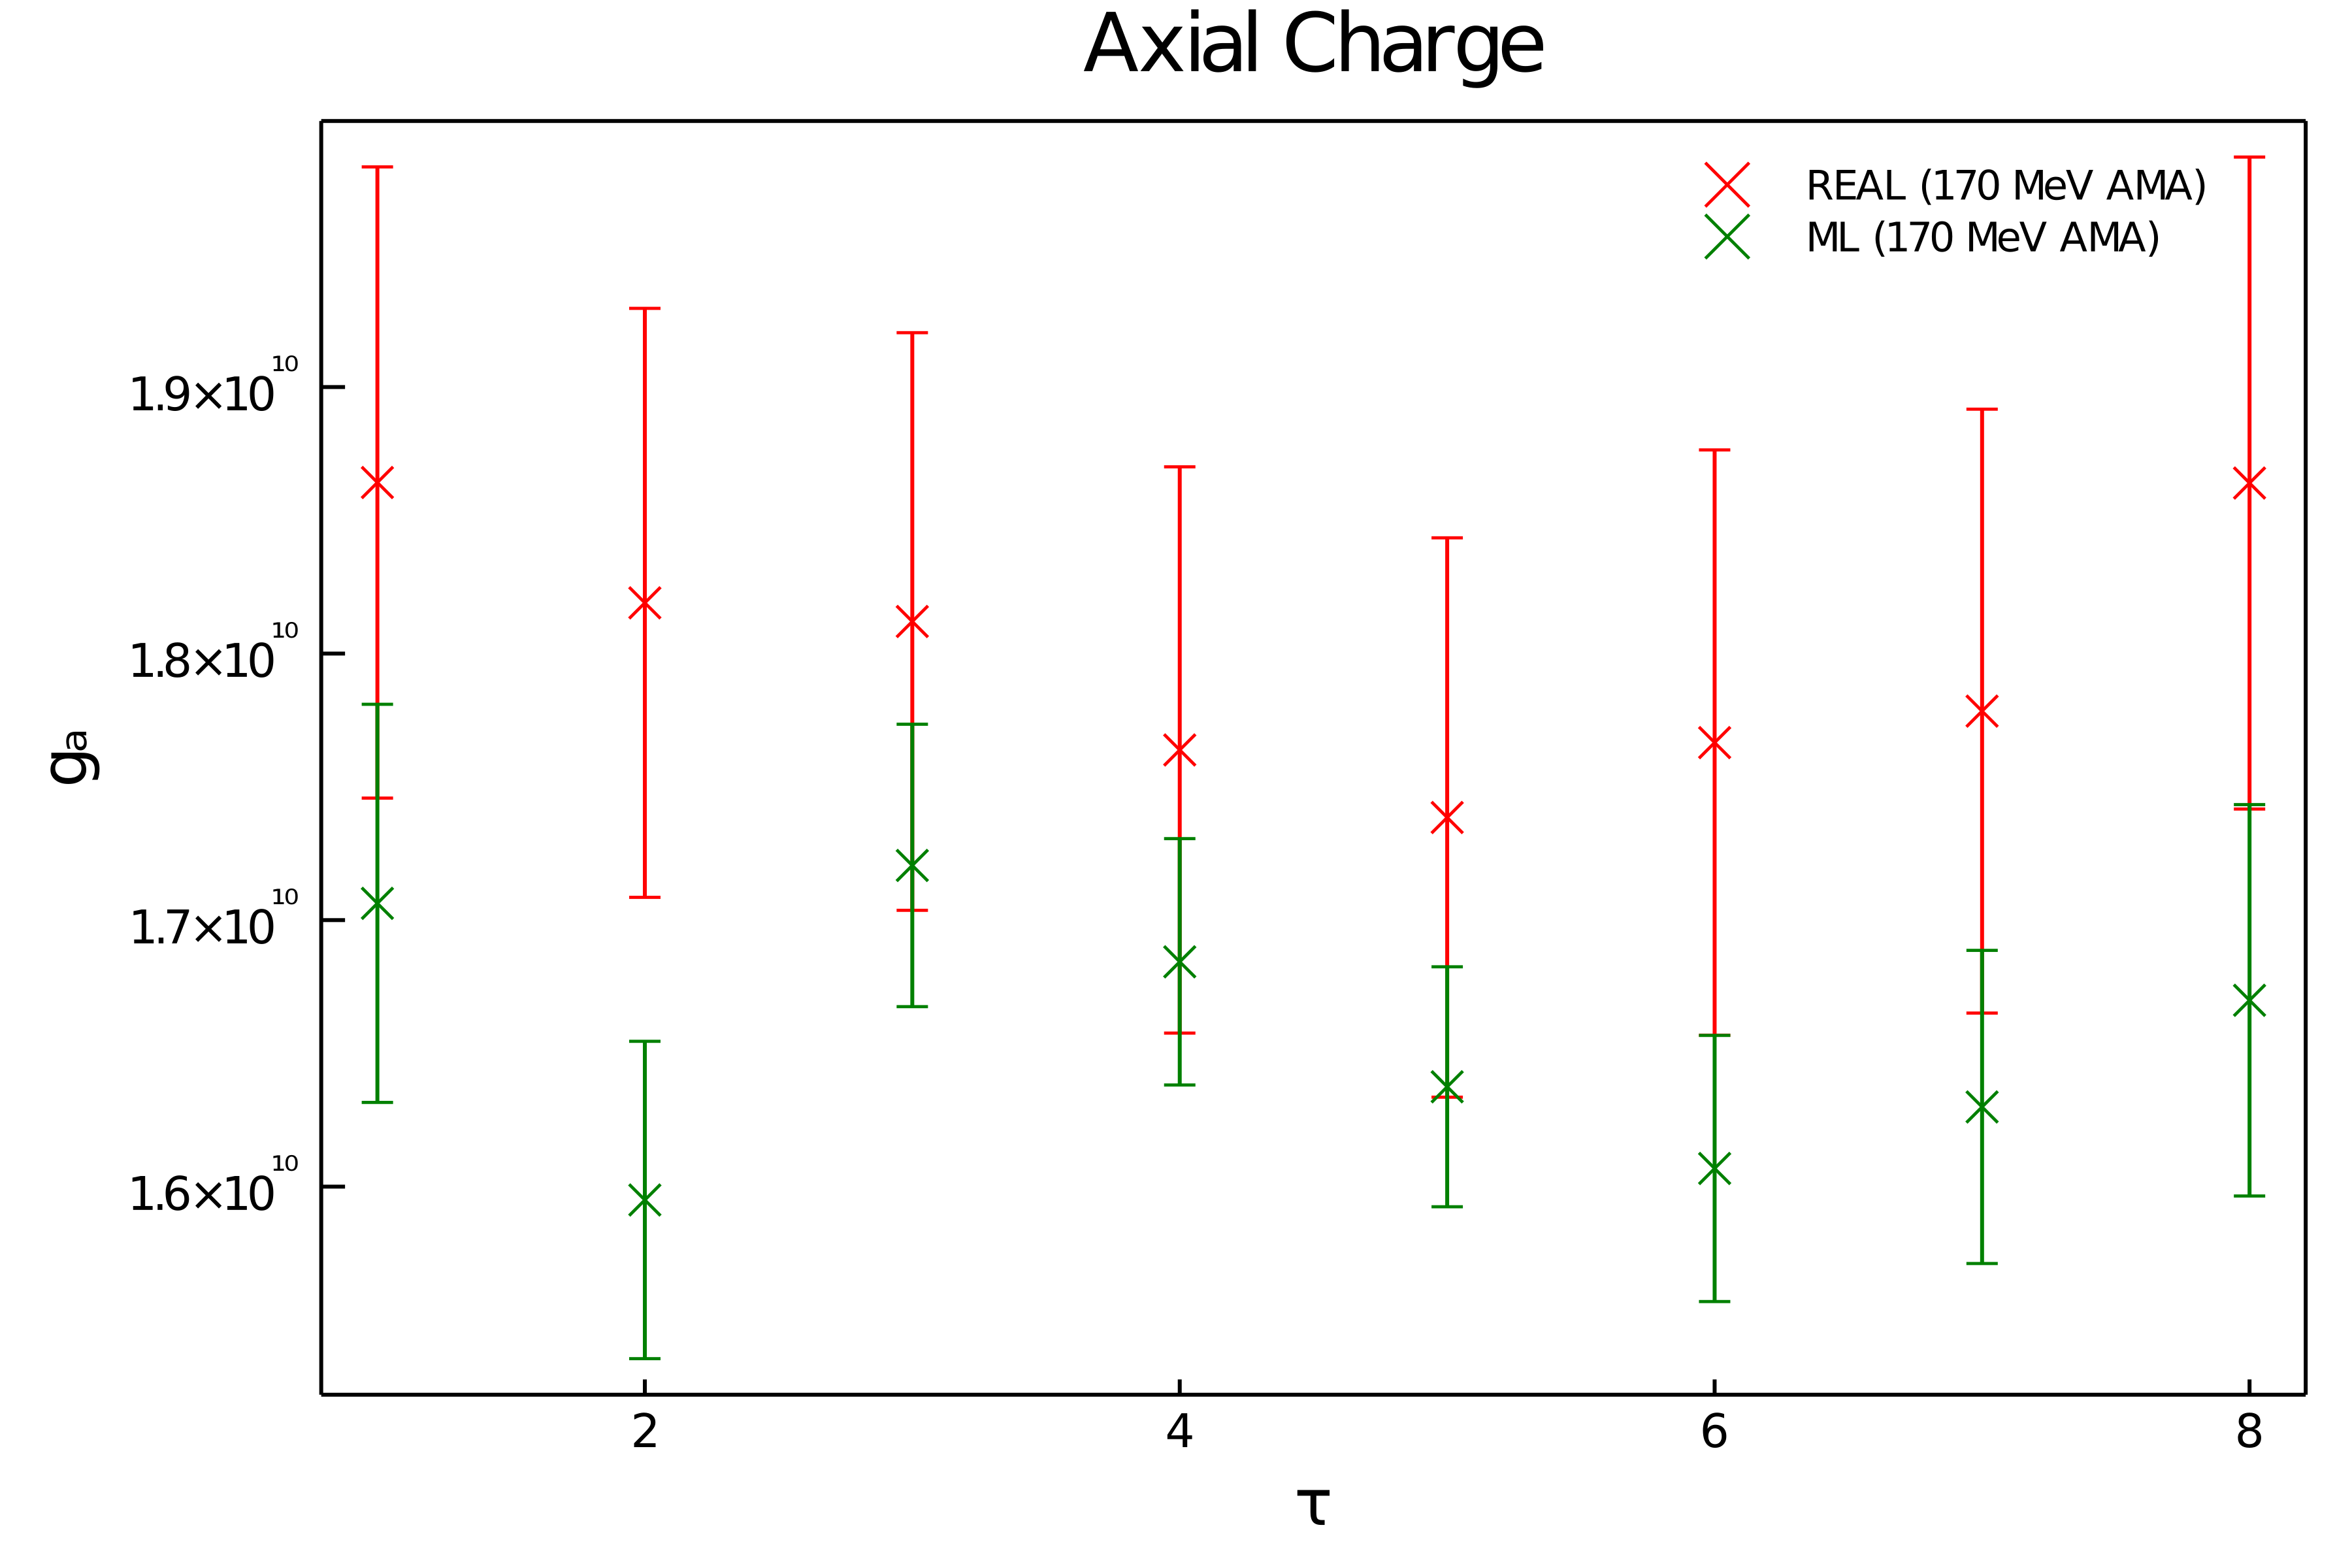 Axial Charge
REAL (170 MeV AMA)
ML (170 MeV AMA)
1.9×10¹⁰
1.8×10¹⁰
1.7×10¹⁰
1.6×10¹⁰
gₐ
2 4 6 8
τ